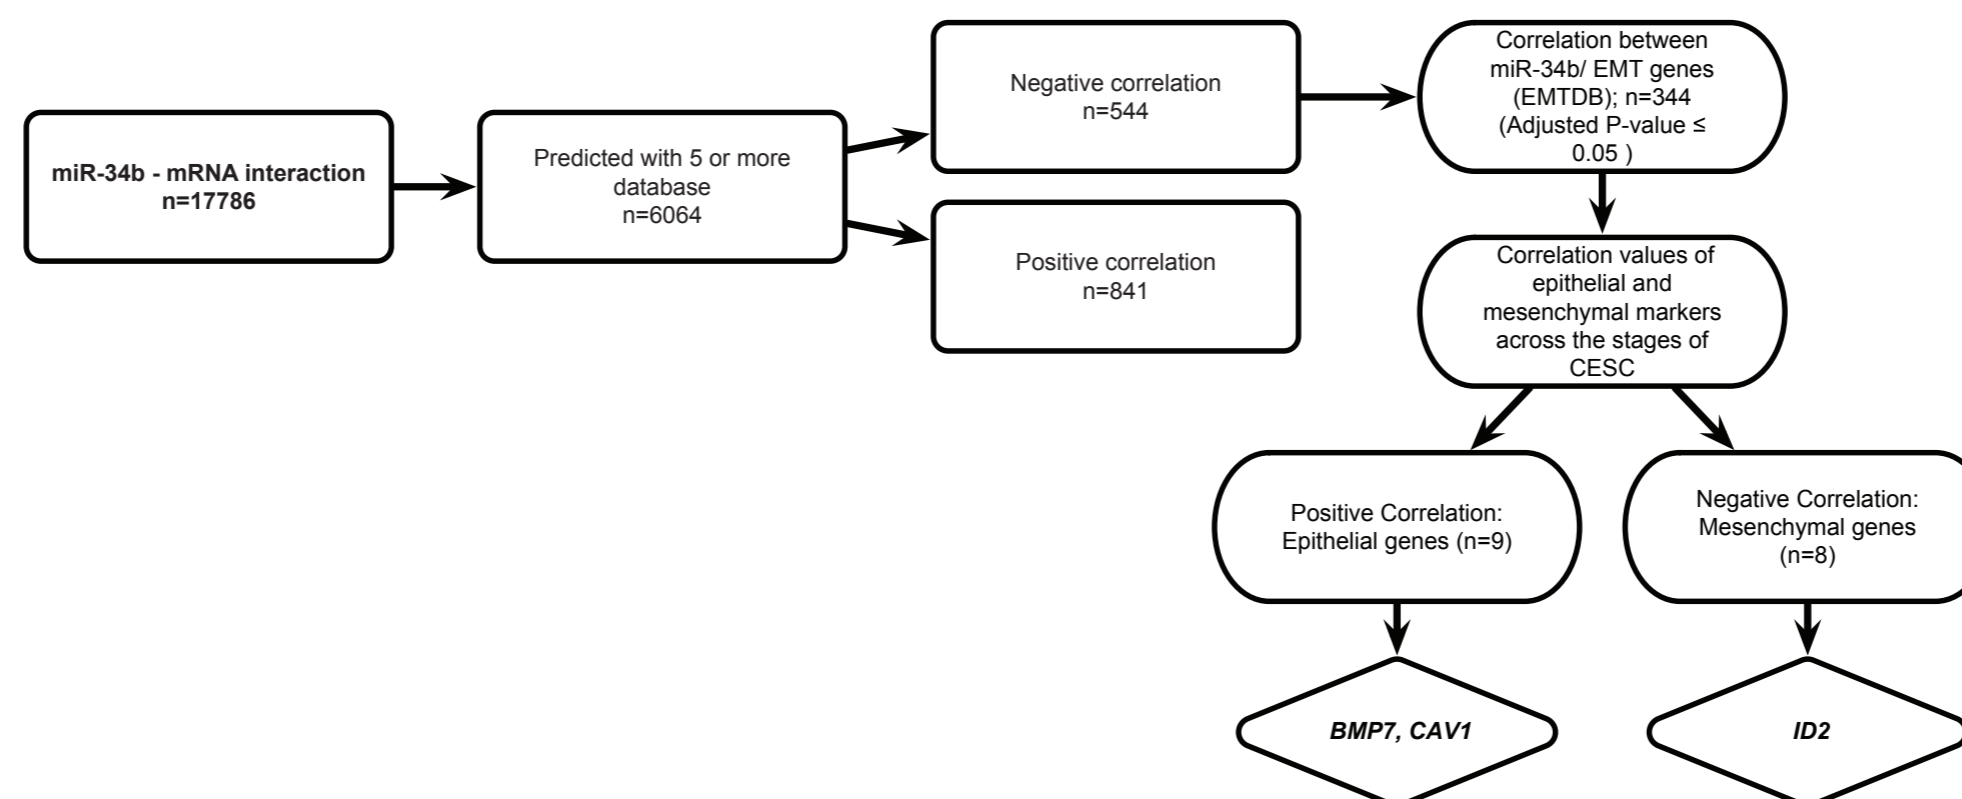 miR-34b - mRNA interaction
n=17786
Predicted with 5 or more
database
n=6064
Negative correlation
n=544
Positive correlation
n=841
Correlation between
miR-34b/ EMT genes
(EMTDB); n=344
(Adjusted P-value ≤
0.05 )
Correlation values of
epithelial and
mesenchymal markers
across the stages of
CESC
Positive Correlation:
Epithelial genes (n=9)
Negative Correlation:
Mesenchymal genes
(n=8)
BMP7, CAV1
ID2